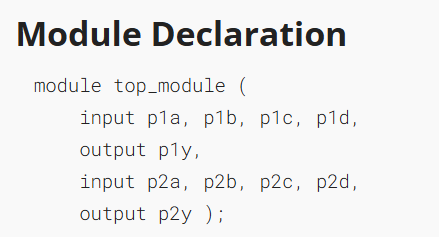 Module Declaration
module top_module (
    input p1a, p1b, p1c, p1d,
    output p1y,
    input p2a, p2b, p2c, p2d,
    output p2y );